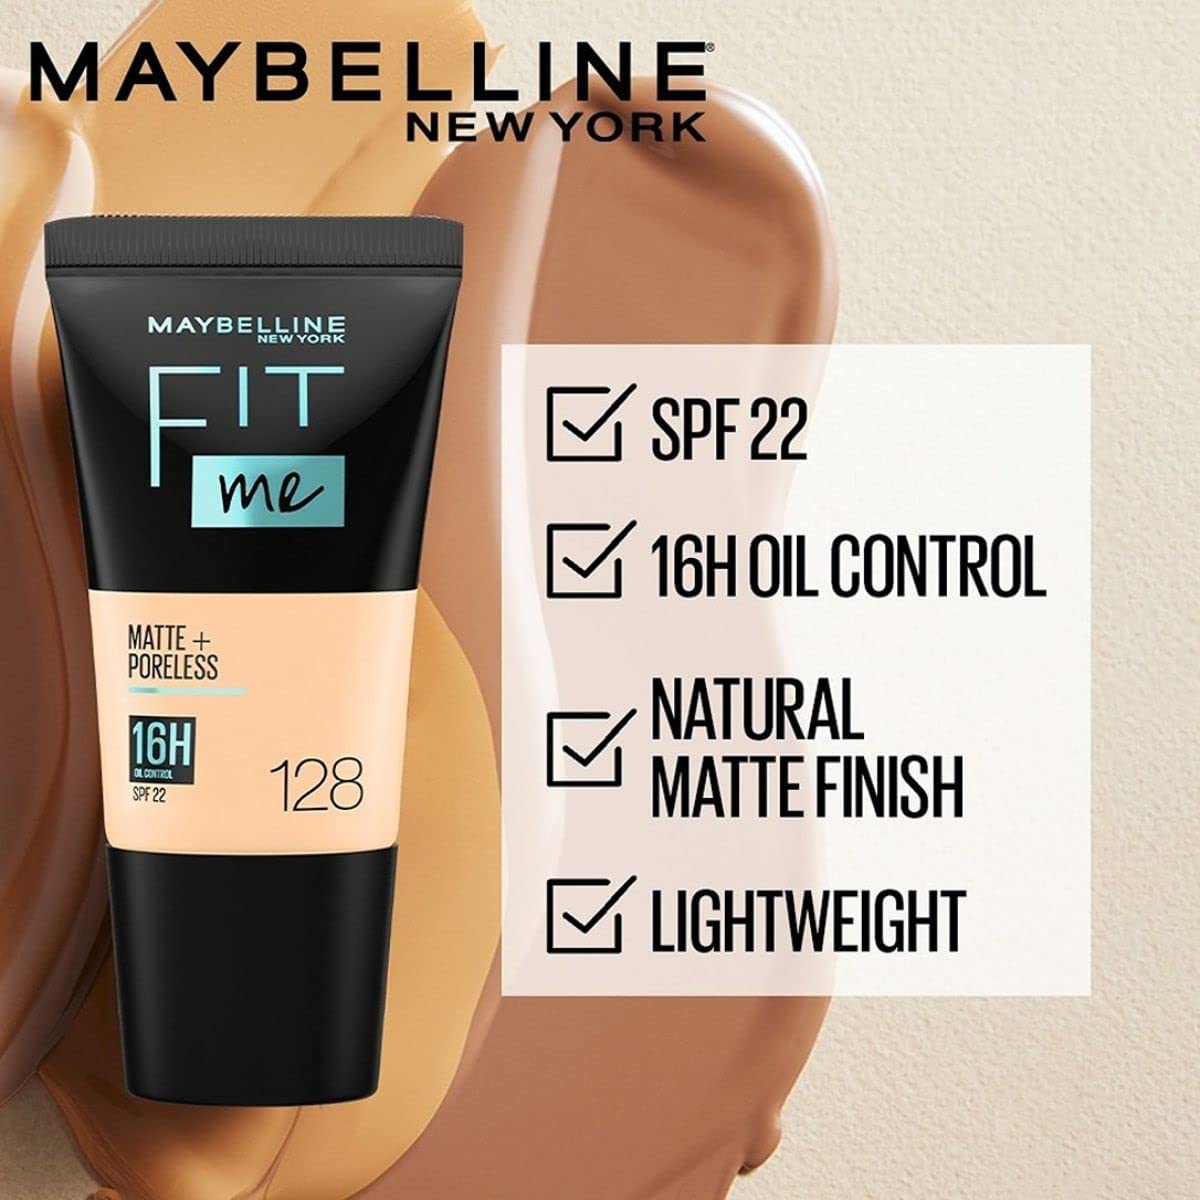 MAYBELLINE®
NEW YORK
MAYBELLINE
NEW YORK
FIT
me
MATTE +
PORELESS
16H
OIL CONTROL
SPF 22
128
SPF 22
16H OIL CONTROL
NATURAL
MATTE FINISH
LIGHTWEIGHT